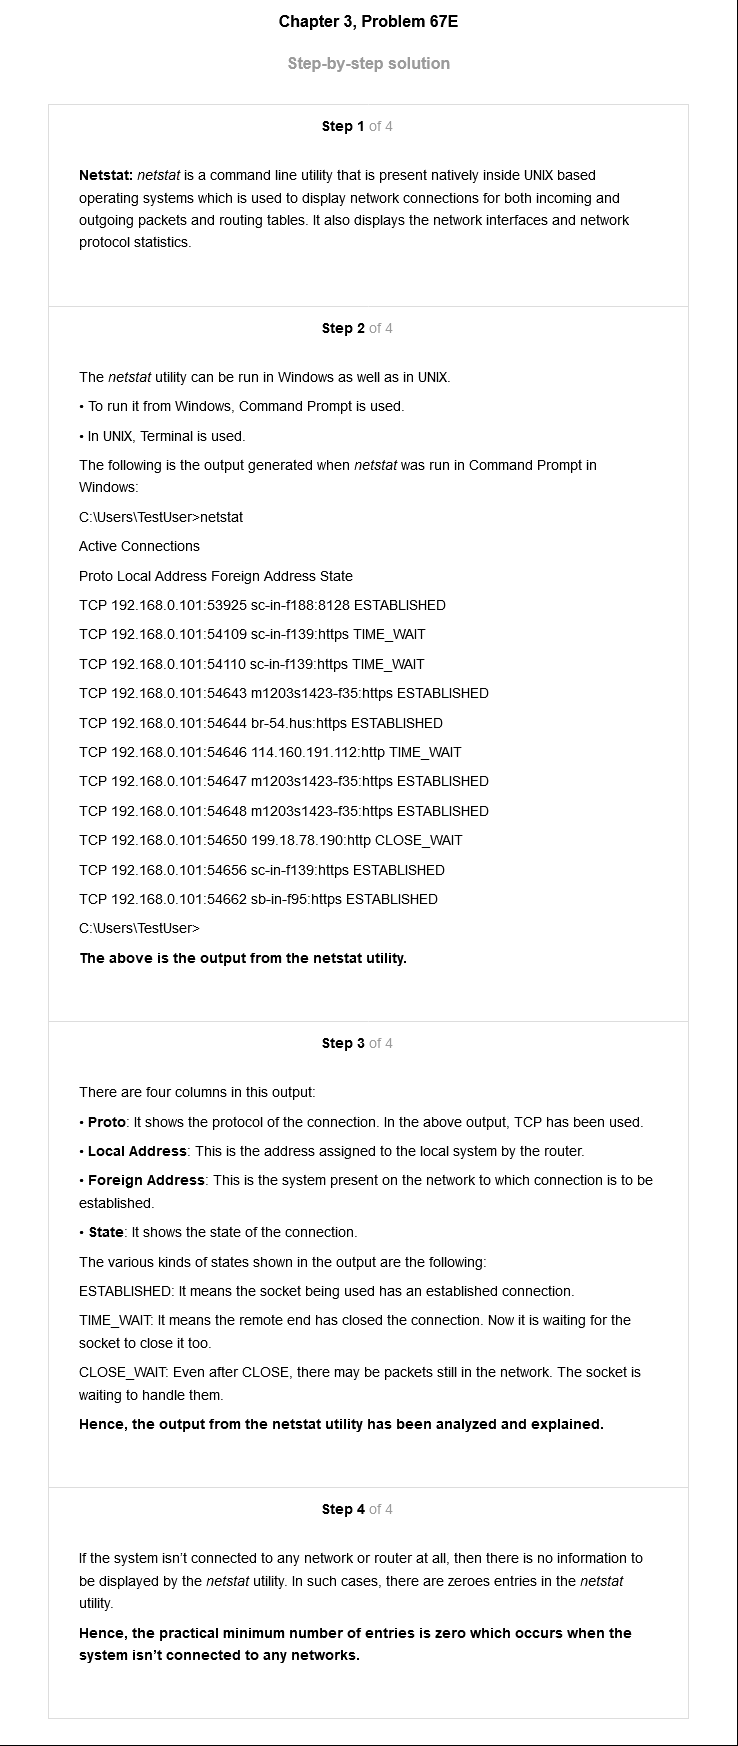 Chapter 3, Problem 67E
Step-by-step solution
Step 1 of 4
Netstat: netstat is a command line utility that is present natively inside UNIX based
operating systems which is used to display network connections for both incoming and
outgoing packets and routing tables. It also displays the network interfaces and network
protocol statistics.
Step 2 of 4
The netstat utility can be run in Windows as well as in UNIX.
• To run it from Windows, Command Prompt is used.
• In UNIX, Terminal is used.
The following is the output generated when netstat was run in Command Prompt in
Windows:
C:\Users\TestUser>netstat
Active Connections
Proto Local Address Foreign Address State
TCP 192.168.0.101:53925 sc-in-f188:8128 ESTABLISHED
TCP 192.168.0.101:54109 sc-in-f139:https TIME_WAIT
TCP 192.168.0.101:54110 sc-in-f139:https TIME_WAIT
TCP 192.168.0.101:54643 m1203s1423-f35:https ESTABLISHED
TCP 192.168.0.101:54644 br-54.hus:https ESTABLISHED
TCP 192.168.0.101:54646 114.160.191.112:http TIME_WAIT
TCP 192.168.0.101:54647 m1203s1423-f35:https ESTABLISHED
TCP 192.168.0.101:54648 m1203s1423-f35:https ESTABLISHED
TCP 192.168.0.101:54650 199.18.78.190:http CLOSE_WAIT
TCP 192.168.0.101:54656 sc-in-f139:https ESTABLISHED
TCP 192.168.0.101:54662 sb-in-f95:https ESTABLISHED
C:\Users\TestUser>
The above is the output from the netstat utility.
Step 3 of 4
There are four columns in this output:
• Proto: It shows the protocol of the connection. In the above output, TCP has been used.
• Local Address: This is the address assigned to the local system by the router.
• Foreign Address: This is the system present on the network to which connection is to be
established.
• State: It shows the state of the connection.
The various kinds of states shown in the output are the following:
ESTABLISHED: It means the socket being used has an established connection.
TIME_WAIT: It means the remote end has closed the connection. Now it is waiting for the
socket to close it too.
CLOSE_WAIT: Even after CLOSE, there may be packets still in the network. The socket is
waiting to handle them.
Hence, the output from the netstat utility has been analyzed and explained.
Step 4 of 4
If the system isn’t connected to any network or router at all, then there is no information to
be displayed by the netstat utility. In such cases, there are zeroes entries in the netstat
utility.
Hence, the practical minimum number of entries is zero which occurs when the
system isn’t connected to any networks.